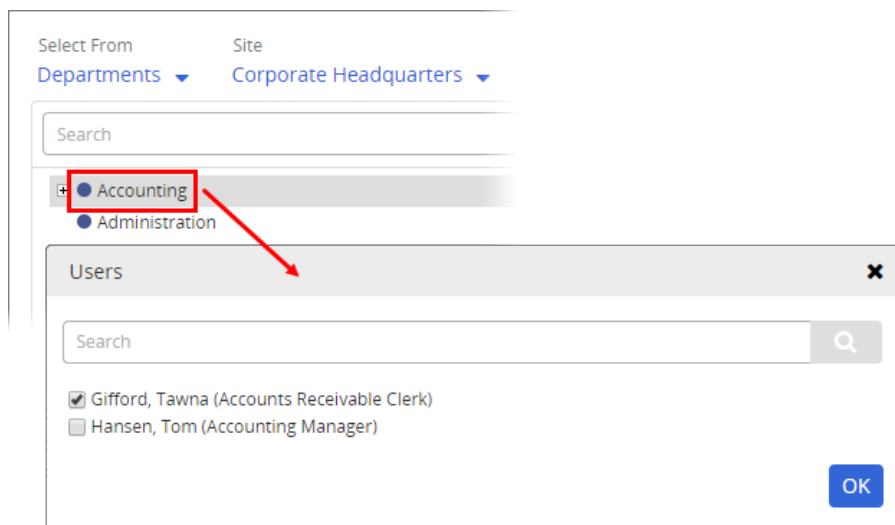 Select From Site
Departments Corporate Headquarters
Search
Accounting
Administration
Users
Search
Gifford, Tawna (Accounts Receivable Clerk)
Hansen, Tom (Accounting Manager)
OK